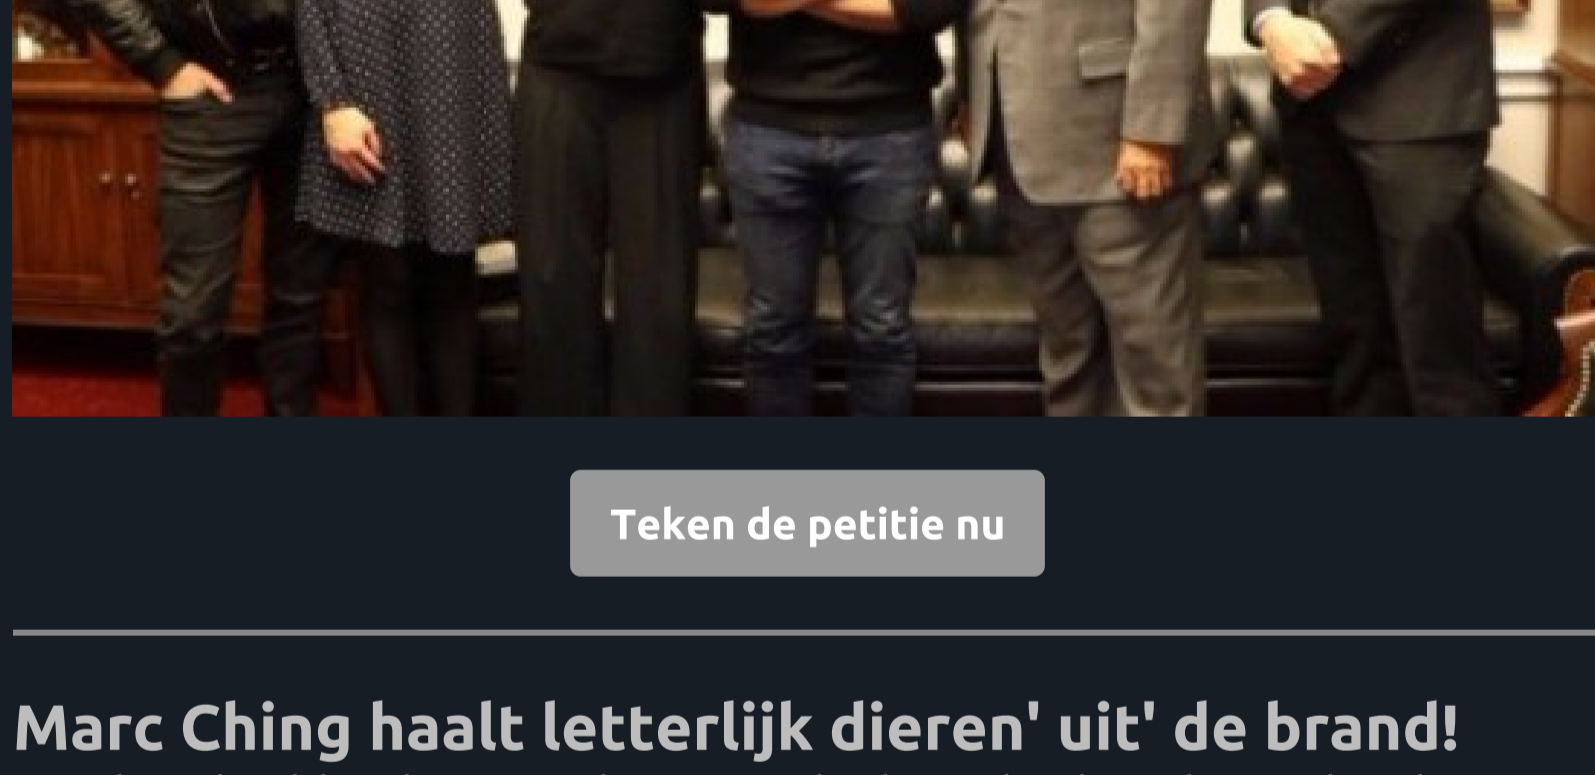 Teken de petitie nu
Marc Ching haalt letterlijk dieren' uit' de brand!